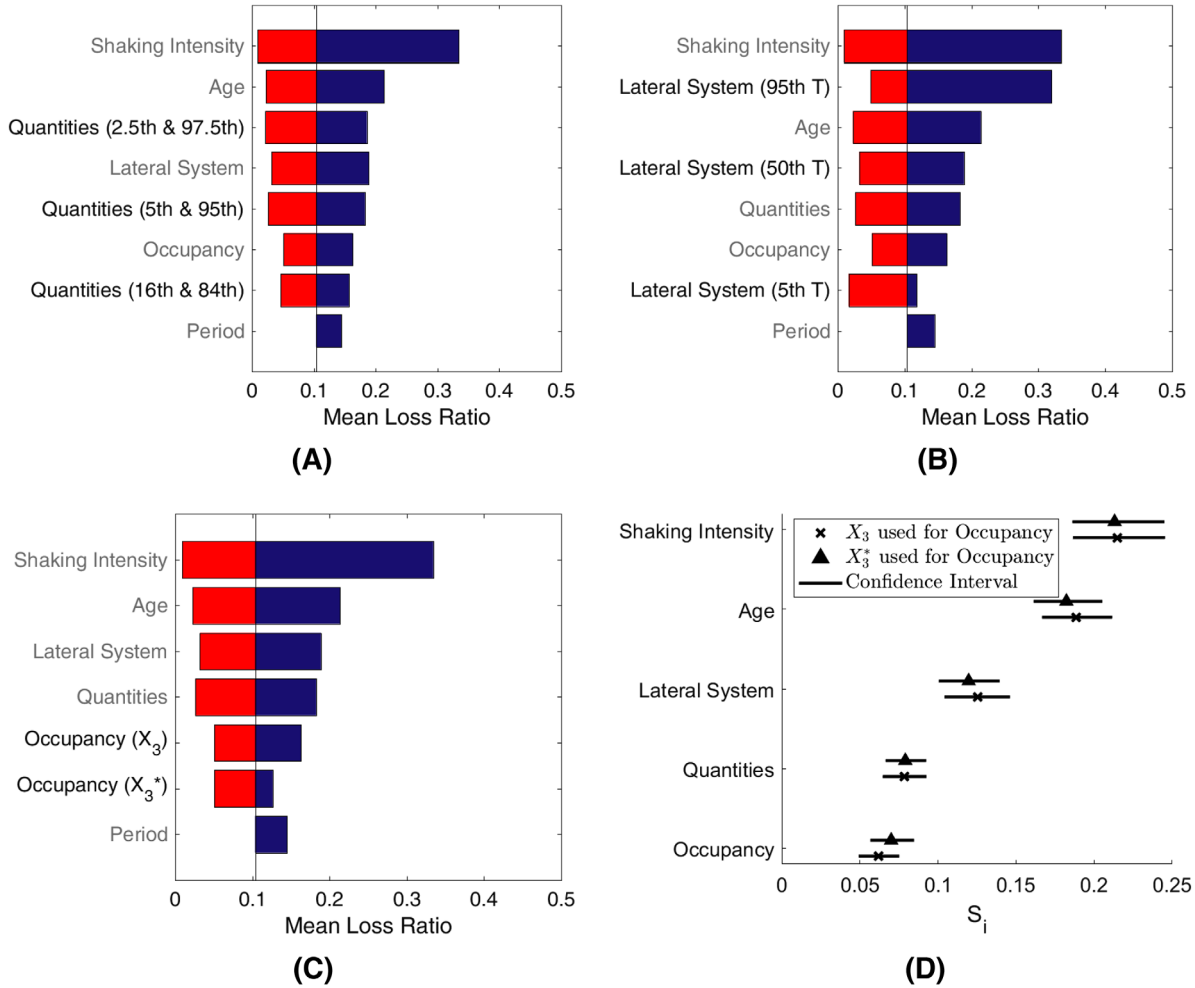 Shaking Intensity
Age
Quantities (2.5th & 97.5th)
Lateral System
Quantities (5th & 95th)
Occupancy
Quantities (16th & 84th)
Period
0 0.1 0.2 0.3 0.4 0.5
Mean Loss Ratio
(A)
Shaking Intensity
Lateral System (95th T)
Age
Lateral System (50th T)
Quantities
Occupancy
Lateral System (5th T)
Period
0 0.1 0.2 0.3 0.4 0.5
Mean Loss Ratio
(B)
Shaking Intensity
Age
Lateral System
Quantities
Occupancy (X3)
Occupancy (X3*)
Period
0 0.1 0.2 0.3 0.4 0.5
Mean Loss Ratio
(C)
X3 used for Occupancy
X3* used for Occupancy
Confidence Interval
Shaking Intensity
Age
Lateral System
Quantities
Occupancy
0 0.05 0.1 0.15 0.2 0.25
Si
(D)